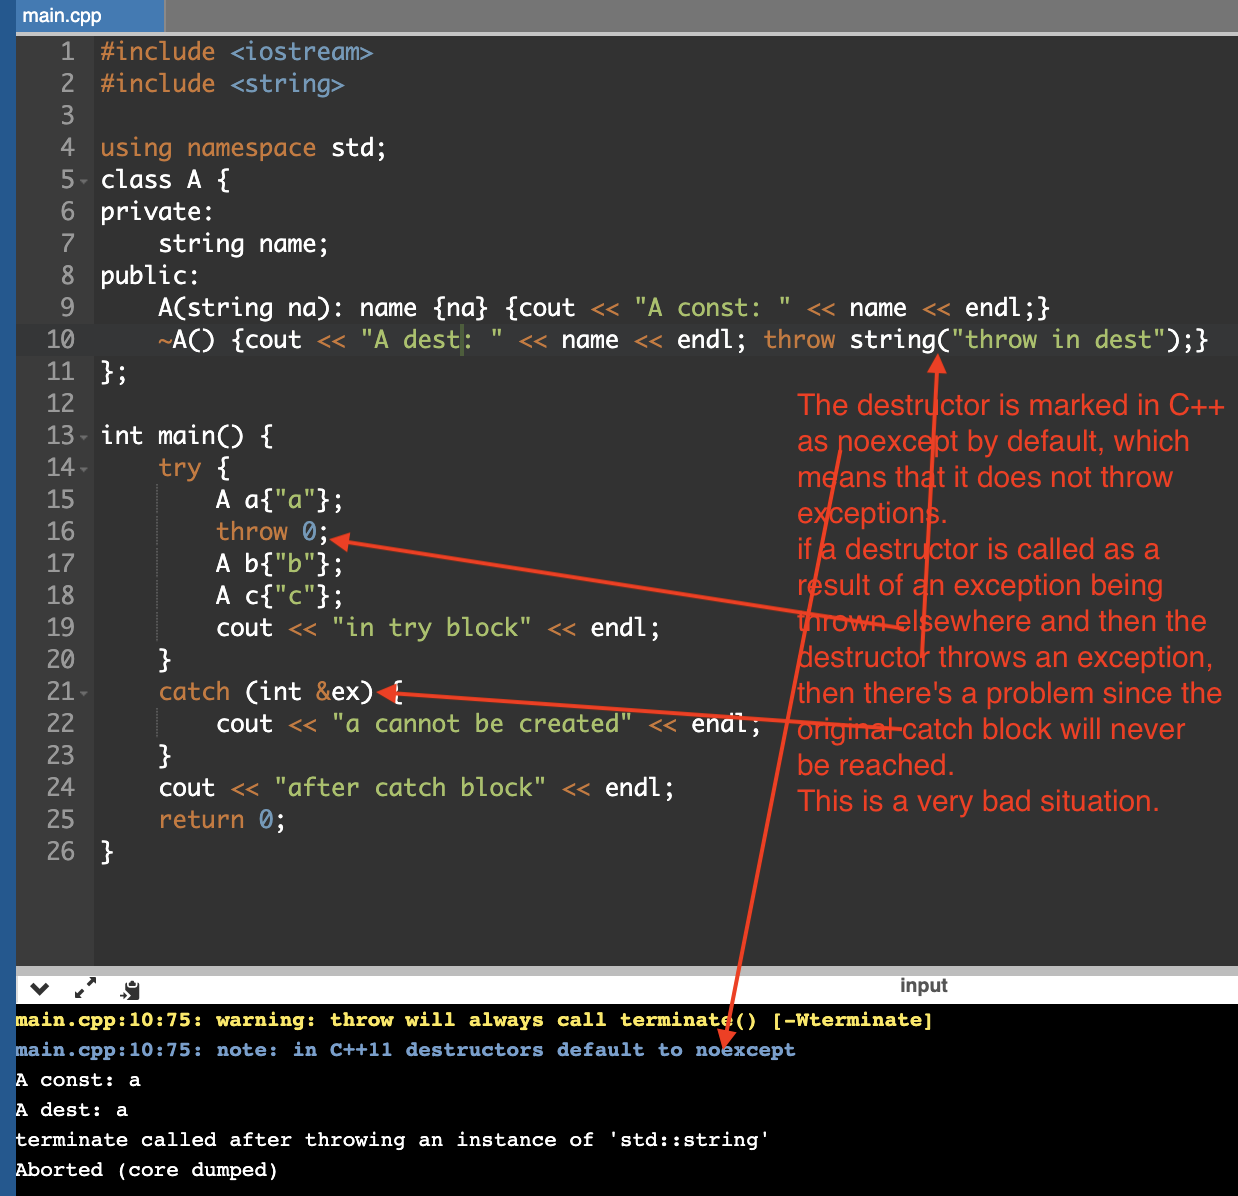 main.cpp
1 #include <iostream>
2 #include <string>
3
4 using namespace std;
5 class A {
6 private:
7     string name;
8 public:
9     A(string na): name {na} {cout << "A const: " << name << endl;}
10     ~A() {cout << "A dest: " << name << endl; throw string("throw in dest");}
11 };
12
13 int main() {
14     try {
15         A a{"a"};
16         throw 0;
17         A b{"b"};
18         A c{"c"};
19         cout << "in try block" << endl;
20     }
21     catch (int &ex) {
22         cout << "a cannot be created" << endl;
23     }
24     cout << "after catch block" << endl;
25     return 0;
26 }
The destructor is marked in C++
as noexcept by default, which
means that it does not throw
exceptions.
if a destructor is called as a
result of an exception being
thrown elsewhere and then the
destructor throws an exception,
then there's a problem since the
original catch block will never
be reached.
This is a very bad situation.
input
main.cpp:10:75: warning: throw will always call terminate() [-Wterminate]
main.cpp:10:75: note: in C++11 destructors default to noexcept
A const: a
A dest: a
terminate called after throwing an instance of 'std::string'
Aborted (core dumped)